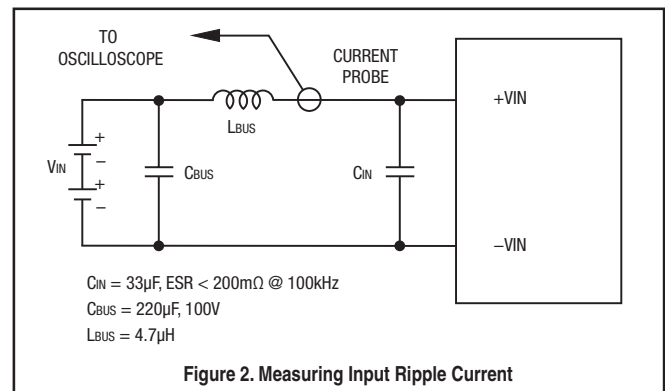 TO
OSCILLOSCOPE
CURRENT
PROBE
+VIN
LBUS
VIN
+
–
+
–
CBUS
CIN
–VIN
CIN = 33µF, ESR < 200mΩ @ 100kHz
CBUS = 220µF, 100V
LBUS = 4.7µH
Figure 2. Measuring Input Ripple Current